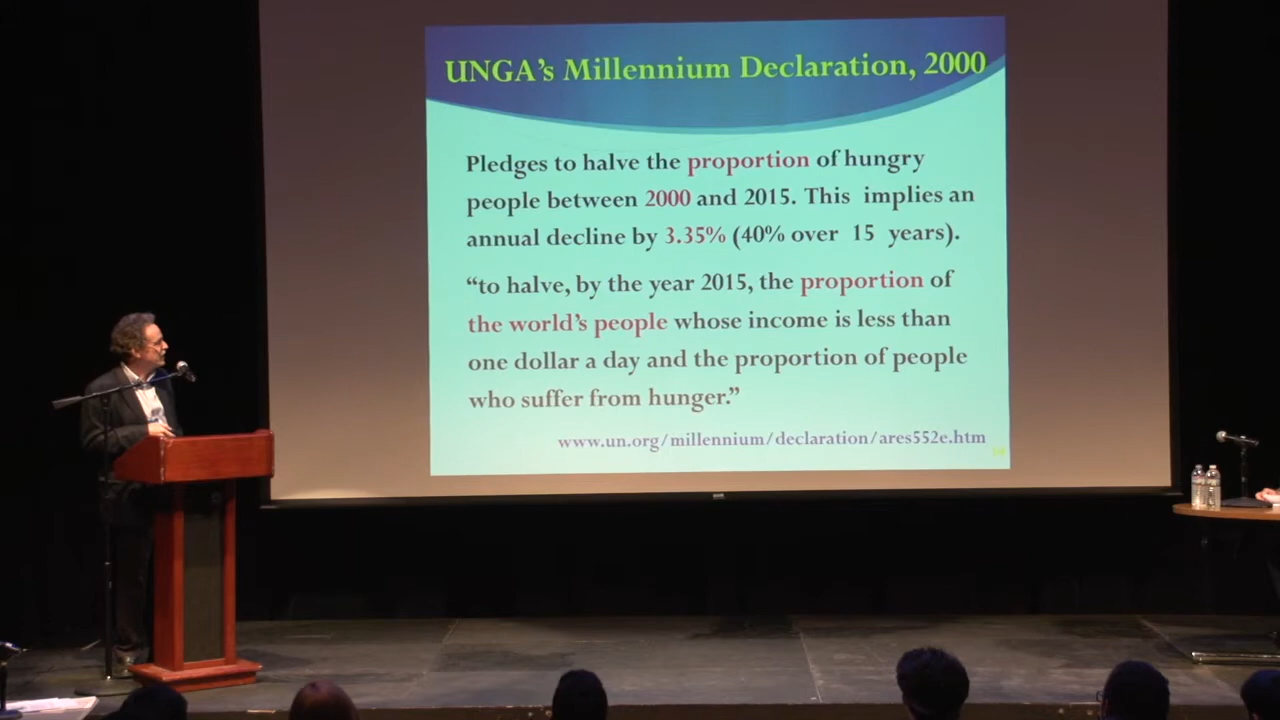 UNGA's Millennium Declaration, 2000
Pledges to halve the proportion of hungry
people between 2000 and 2015. This implies an
annual decline by 3.35% (40% over 15 years).
“to halve, by the year 2015, the proportion of
the world's people whose income is less than
one dollar a day and the proportion of people
who suffer from hunger.”
www.un.org/millennium/declaration/ares552e.htm